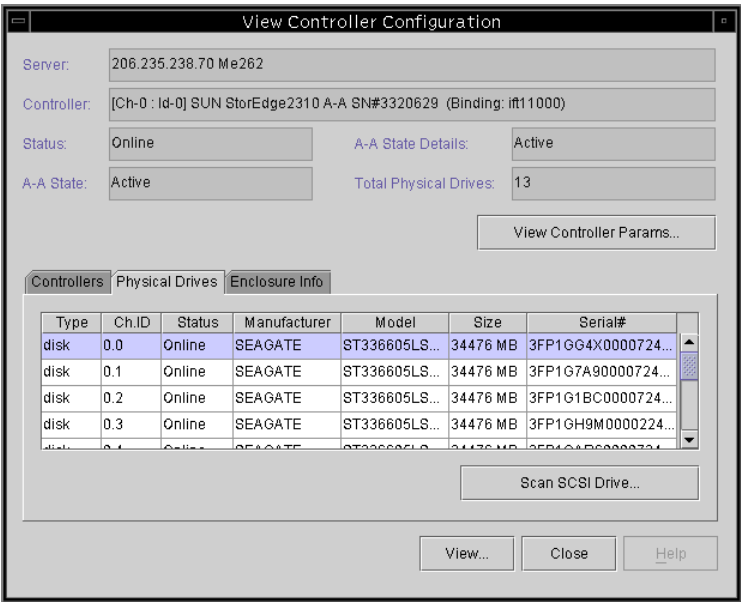 View Controller Configuration
Server: 206.235.238.70 Me262
Controller: [Ch-0 : Id-0] SUN StorEdge2310 A-A SN#3320629 (Binding: ift11000)
Status: Online A-A State Details: Active
A-A State: Active Total Physical Drives: 13
View Controller Params...
Controllers Physical Drives Enclosure Info
Type Ch.ID Status Manufacturer Model Size Serial#
disk 0.0 Online SEAGATE ST336605LS... 34476 MB 3FP1GG4X0000724...
disk 0.1 Online SEAGATE ST336605LS... 34476 MB 3FP1G7A90000724...
disk 0.2 Online SEAGATE ST336605LS... 34476 MB 3FP1G1BC0000724...
disk 0.3 Online SEAGATE ST336605LS... 34476 MB 3FP1GH9M0000224...
Scan SCSI Drive...
View... Close Help